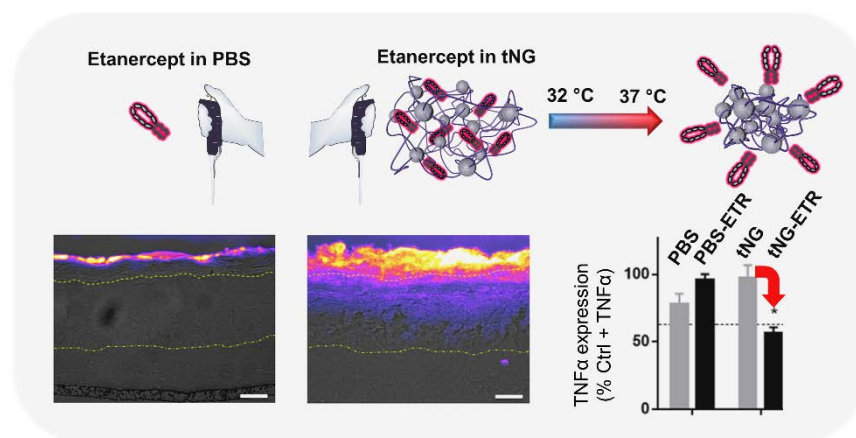 Etanercept in PBS
Etanercept in tNG
32 °C
37 °C
PBS
PBS-ETR
tNG
tNG-ETR
TNFα expression
(% Ctrl + TNFα)
100
50
0
*